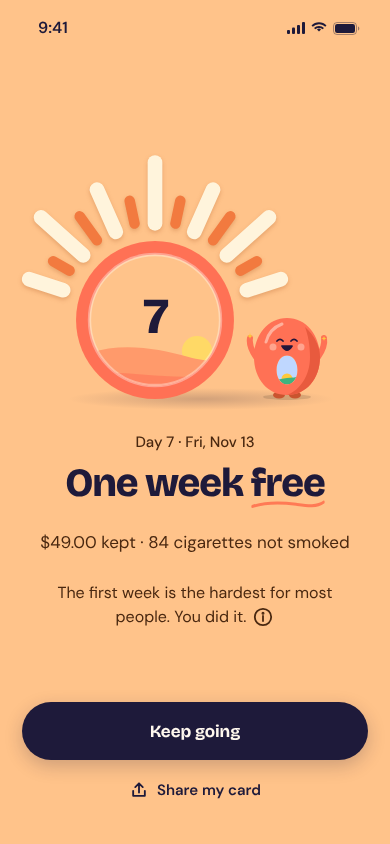 9:41
7
Day 7 · Fri, Nov 13
One week free
$49.00 kept · 84 cigarettes not smoked
The first week is the hardest for most
people. You did it.
Keep going
Share my card